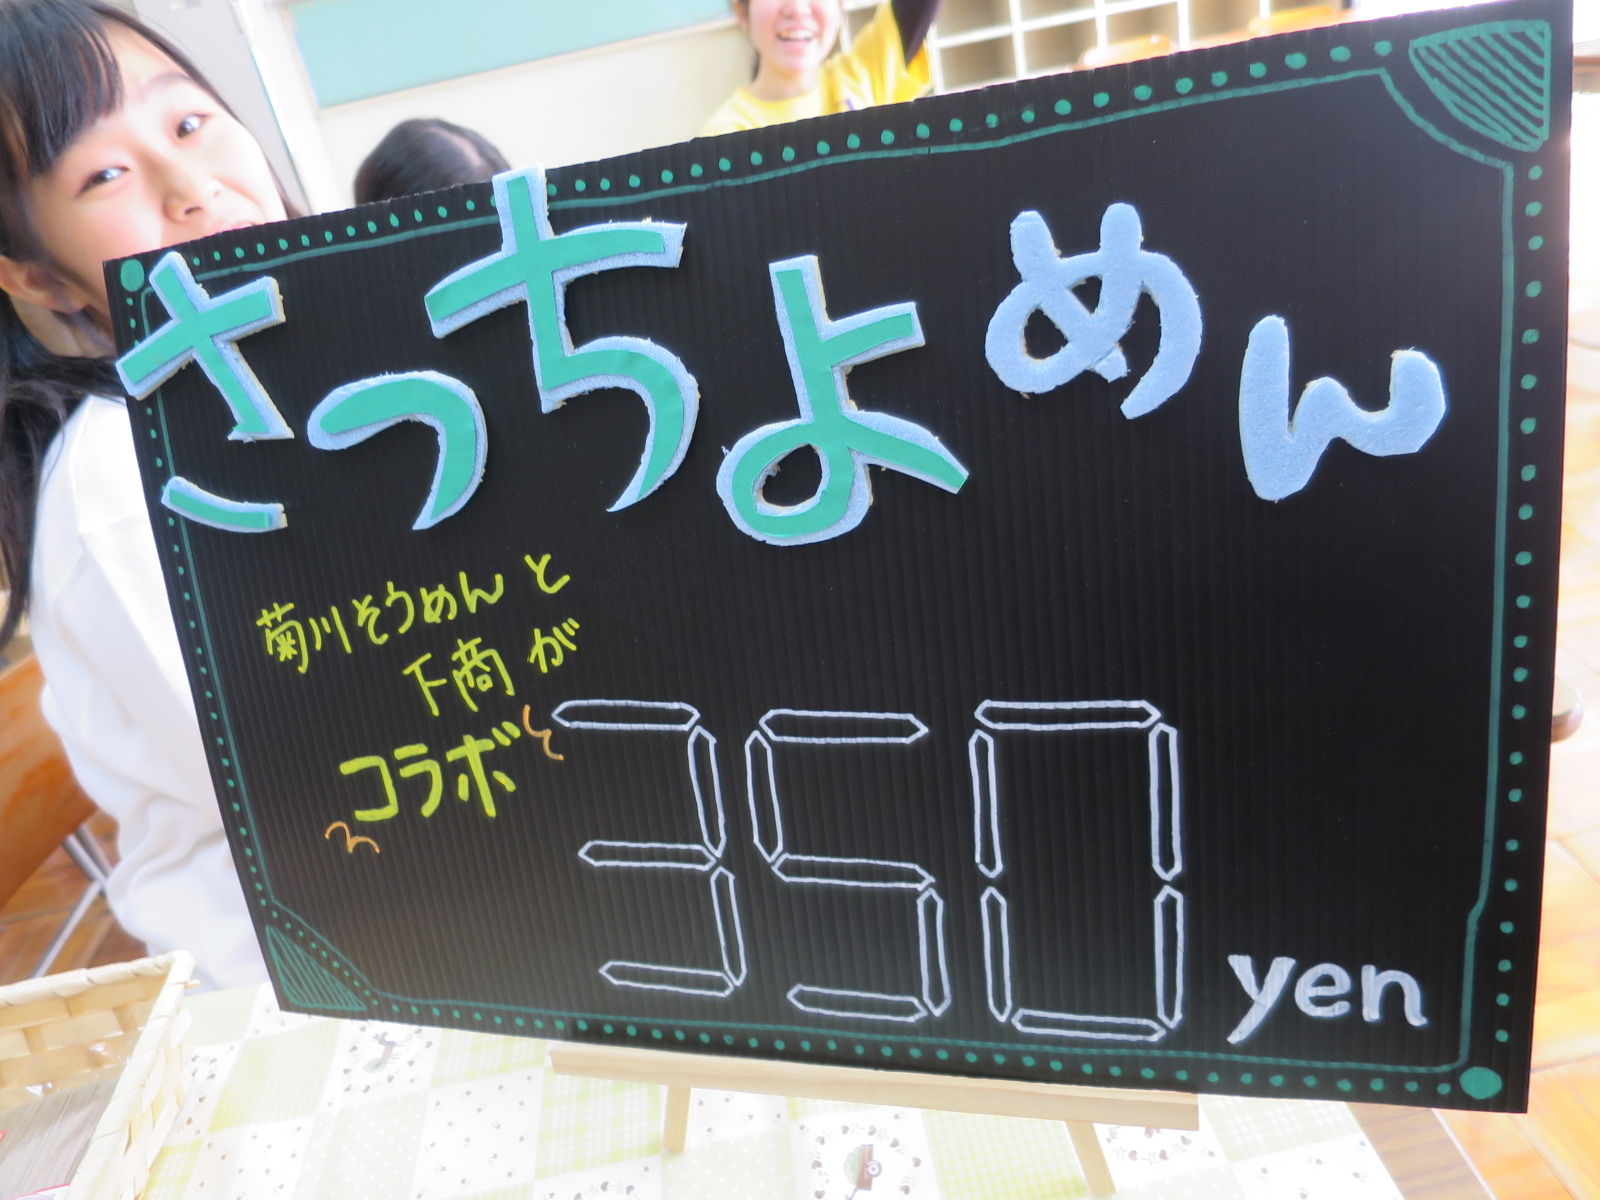 さっちょめん
菊川そうめんと
下商が
コラボ
350 yen